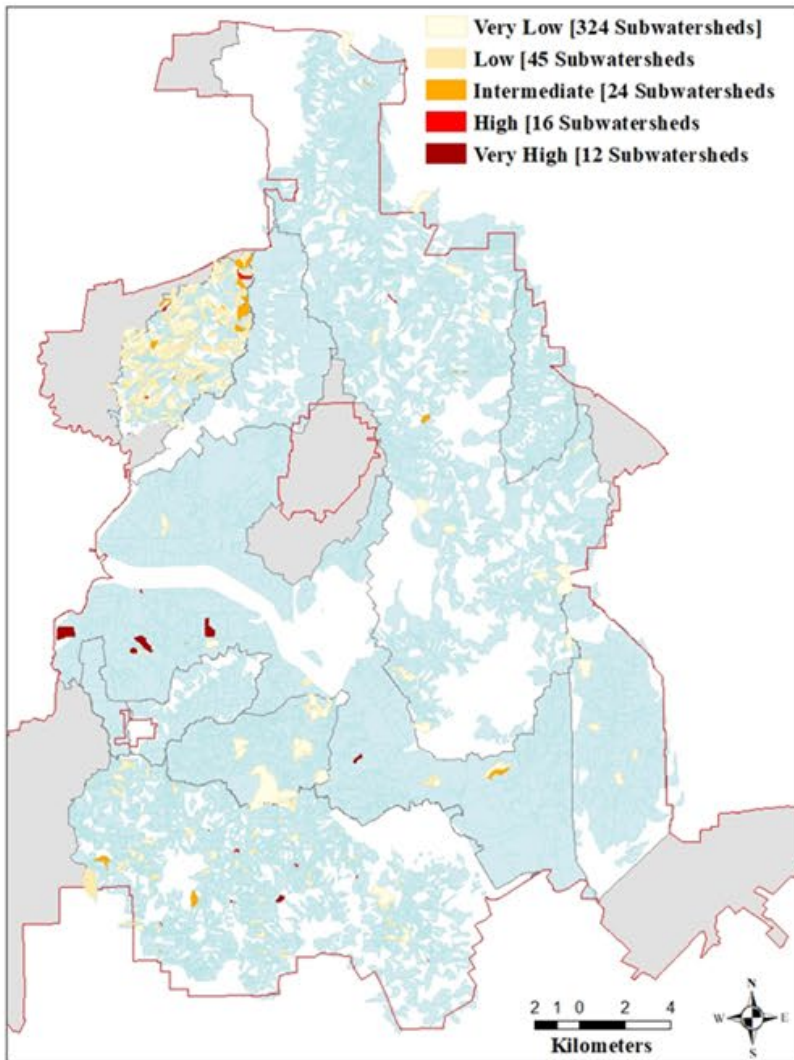 Very Low [324 Subwatersheds]
Low [45 Subwatersheds
Intermediate [24 Subwatersheds
High [16 Subwatersheds
Very High [12 Subwatersheds
N
W E
S
2 1 0 2 4
Kilometers